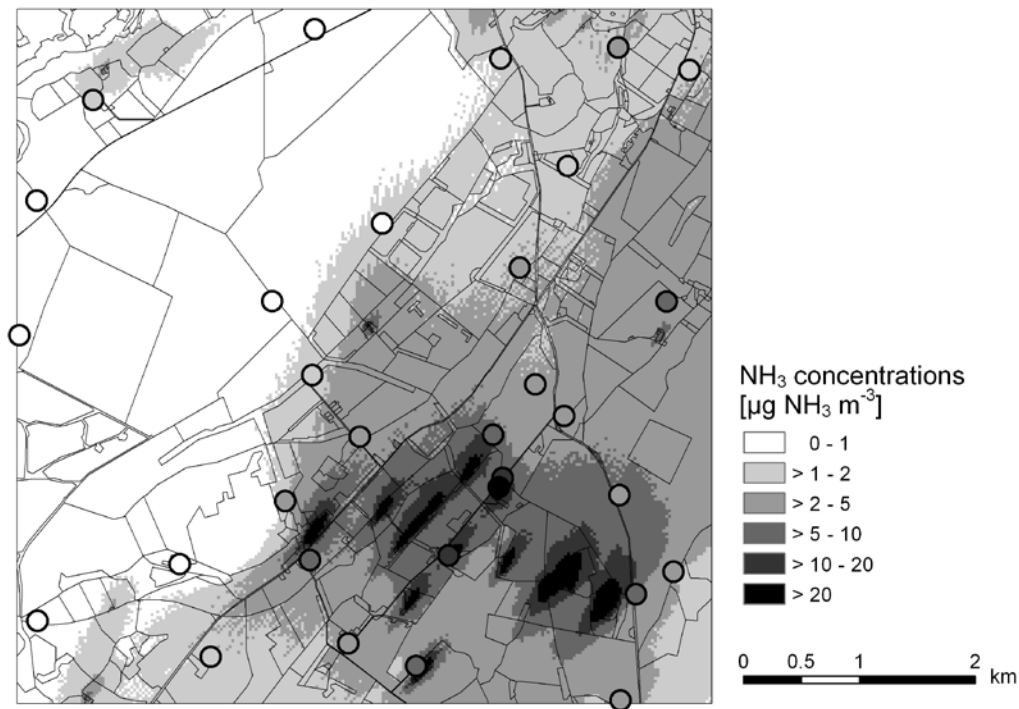 NH₃ concentrations
[µg NH₃ m⁻³]
0 - 1
> 1 - 2
> 2 - 5
> 5 - 10
> 10 - 20
> 20
0 0.5 1 2 km